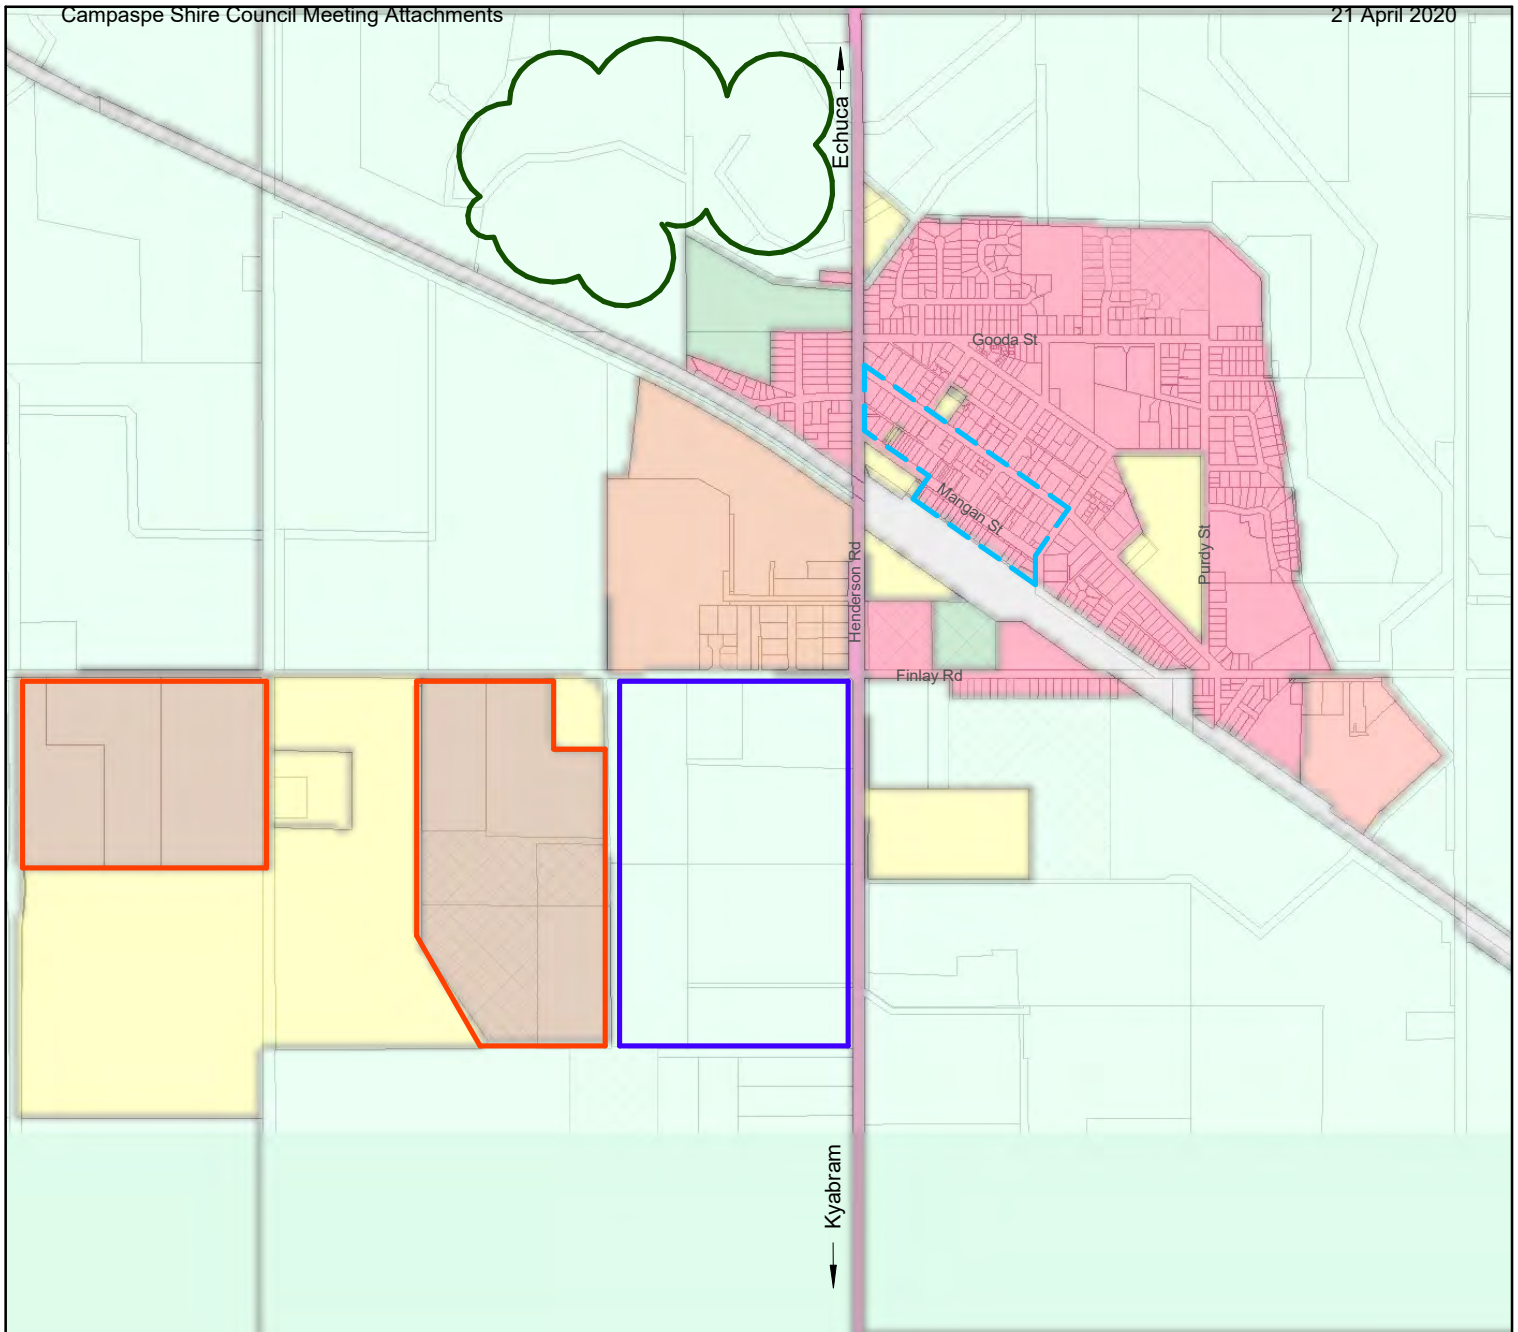 Campaspe Shire Council Meeting Attachments
21 April 2020
Echuca
Gooda St
Mangan St
Henderson Rd
Purdy St
Finlay Rd
Kyabram